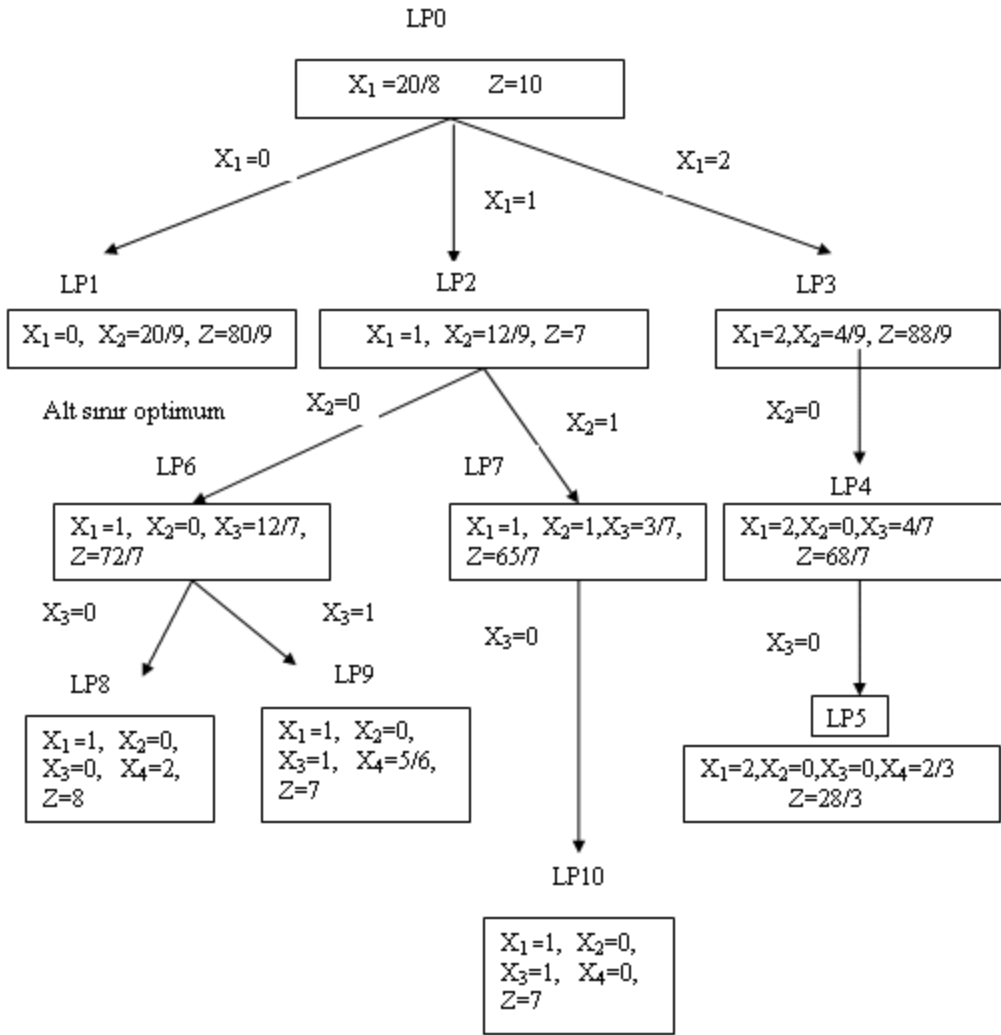 LP0
X₁=20/8 Z=10
X₁=0
X₁=1
X₁=2
LP1
LP2
LP3
X₁=0, X₂=20/9, Z=80/9
X₁=1, X₂=12/9, Z=7
X₁=2,X₂=4/9, Z=88/9
Alt sınır optimum
X₂=0
X₂=1
X₂=0
LP6
LP7
LP4
X₁=1, X₂=0, X₃=12/7,
Z=72/7
X₁=1, X₂=1,X₃=3/7,
Z=65/7
X₁=2,X₂=0,X₃=4/7
Z=68/7
X₃=0
X₃=1
X₃=0
X₃=0
LP8
LP9
LP5
X₁=1, X₂=0,
X₃=0, X₄=2,
Z=8
X₁=1, X₂=0,
X₃=1, X₄=5/6,
Z=7
X₁=2,X₂=0,X₃=0,X₄=2/3
Z=28/3
LP10
X₁=1, X₂=0,
X₃=1, X₄=0,
Z=7